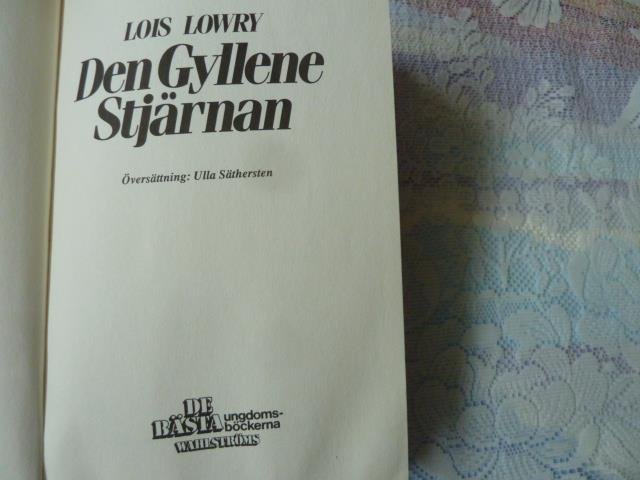 LOIS LOWRY
Den Gyllene
Stjärnan
Översättning: Ulla Säthersten
DE
BÄSTA
ungdoms-
böckerna
WAHLSTRÖMS